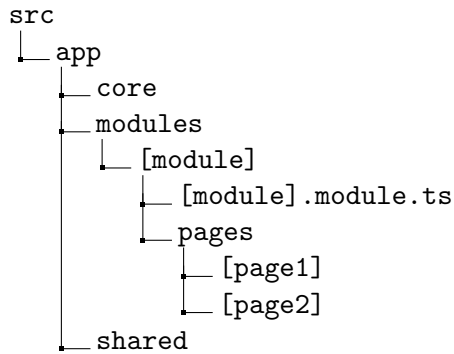 src
app
core
modules
[module]
[module].module.ts
pages
[page1]
[page2]
shared